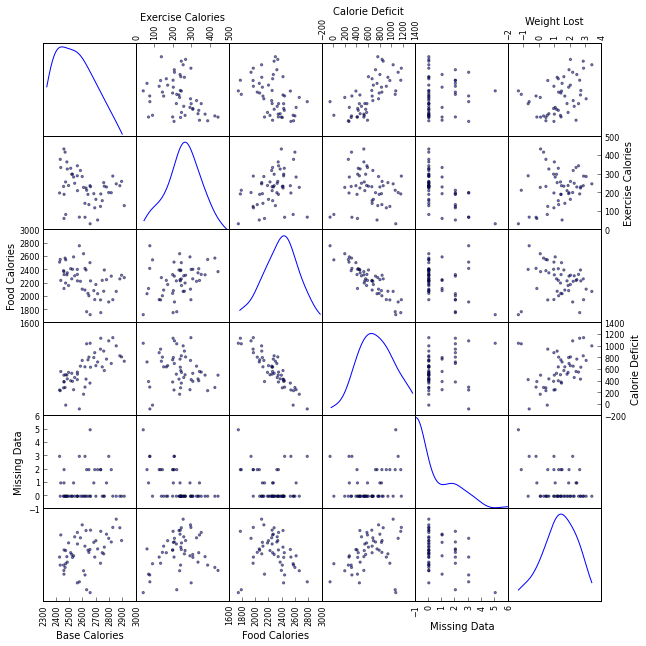 Exercise Calories
Calorie Deficit
Weight Lost
0 100 200 300 400 500
−200 0 200 400 600 800 1000 1200 1400
−2 −1 0 1 2 3 4
500
400
300
200
100
0
Exercise Calories
3000
2800
2600
2400
2200
2000
1800
1600
Food Calories
1400
1200
1000
800
600
400
200
0
−200
Calorie Deficit
6
5
4
3
2
1
0
−1
Missing Data
2300 2400 2500 2600 2700 2800 2900 3000
1600 1800 2000 2200 2400 2600 2800 3000
−1 0 1 2 3 4 5 6
Base Calories
Food Calories
Missing Data